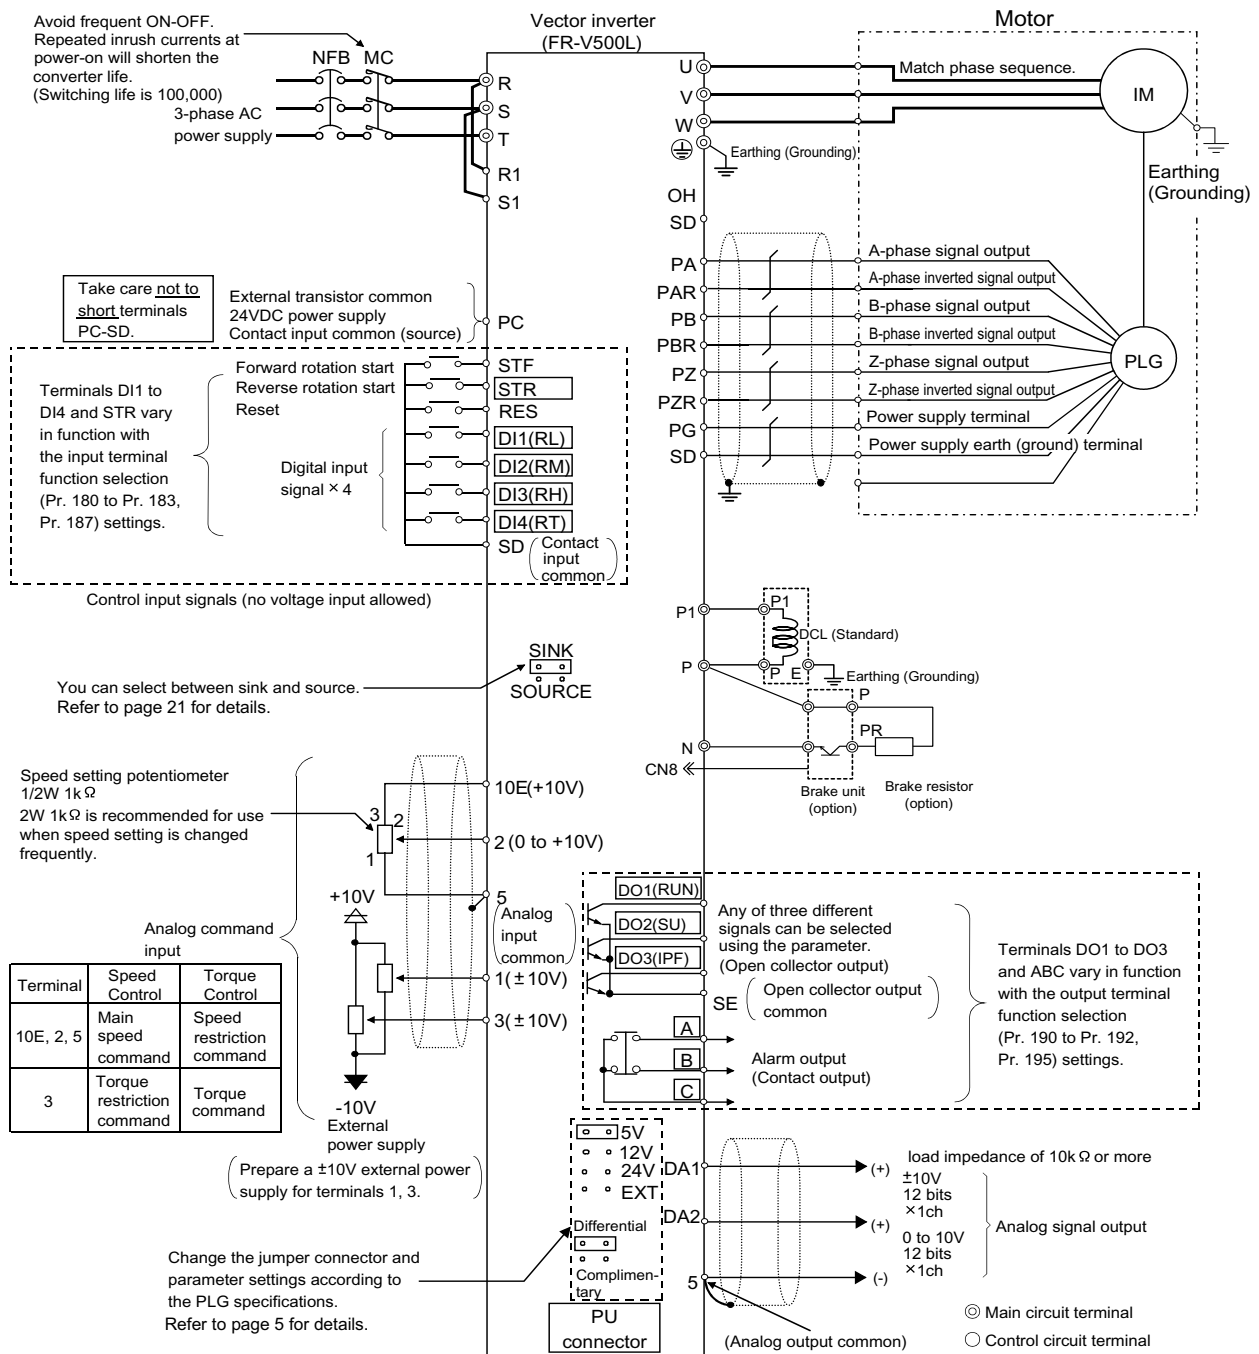 Avoid frequent ON-OFF.
Repeated inrush currents at
power-on will shorten the
converter life.
(Switching life is 100,000)
3-phase AC
power supply
NFB
MC
Vector inverter
(FR-V500L)
R
S
T
R1
S1
U
V
W
Earthing (Grounding)
OH
SD
Motor
Match phase sequence.
IM
Earthing
(Grounding)
PA
PAR
PB
PBR
PZ
PZR
PG
SD
A-phase signal output
A-phase inverted signal output
B-phase signal output
B-phase inverted signal output
Z-phase signal output
Z-phase inverted signal output
Power supply terminal
Power supply earth (ground) terminal
PLG
Take care not to
short terminals
PC-SD.
External transistor common
24VDC power supply
Contact input common (source)
PC
Terminals DI1 to
DI4 and STR vary
in function with
the input terminal
function selection
(Pr. 180 to Pr. 183,
Pr. 187) settings.
Forward rotation start
Reverse rotation start
Reset
Digital input
signal × 4
STF
STR
RES
DI1(RL)
DI2(RM)
DI3(RH)
DI4(RT)
SD
Contact
input
common
Control input signals (no voltage input allowed)
P1
P1
DCL (Standard)
P
P
E
Earthing (Grounding)
P
PR
N
CN8
Brake unit
(option)
Brake resistor
(option)
SINK
SOURCE
You can select between sink and source.
Refer to page 21 for details.
Speed setting potentiometer
1/2W 1kΩ
2W 1kΩ is recommended for use
when speed setting is changed
frequently.
3
2
1
10E(+10V)
2 (0 to +10V)
5
Analog
input
common
1(±10V)
3(±10V)
+10V
Analog command
input
Terminal Speed Control Torque Control
10E, 2, 5 Main speed command Speed restriction command
3 Torque restriction command Torque command
-10V
External
power supply
(Prepare a ±10V external power
supply for terminals 1, 3.)
DO1(RUN)
DO2(SU)
DO3(IPF)
Any of three different
signals can be selected
using the parameter.
(Open collector output)
SE
Open collector output
common
A
B
C
Alarm output
(Contact output)
Terminals DO1 to DO3
and ABC vary in function
with the output terminal
function selection
(Pr. 190 to Pr. 192,
Pr. 195) settings.
5V
12V
24V
EXT
Differential
Complimen-
tary
Change the jumper connector and
parameter settings according to
the PLG specifications.
Refer to page 5 for details.
PU
connector
DA1
DA2
5
(+)
(+)
(-)
load impedance of 10kΩ or more
±10V
12 bits
×1ch
0 to 10V
12 bits
×1ch
Analog signal output
(Analog output common)
Main circuit terminal
Control circuit terminal